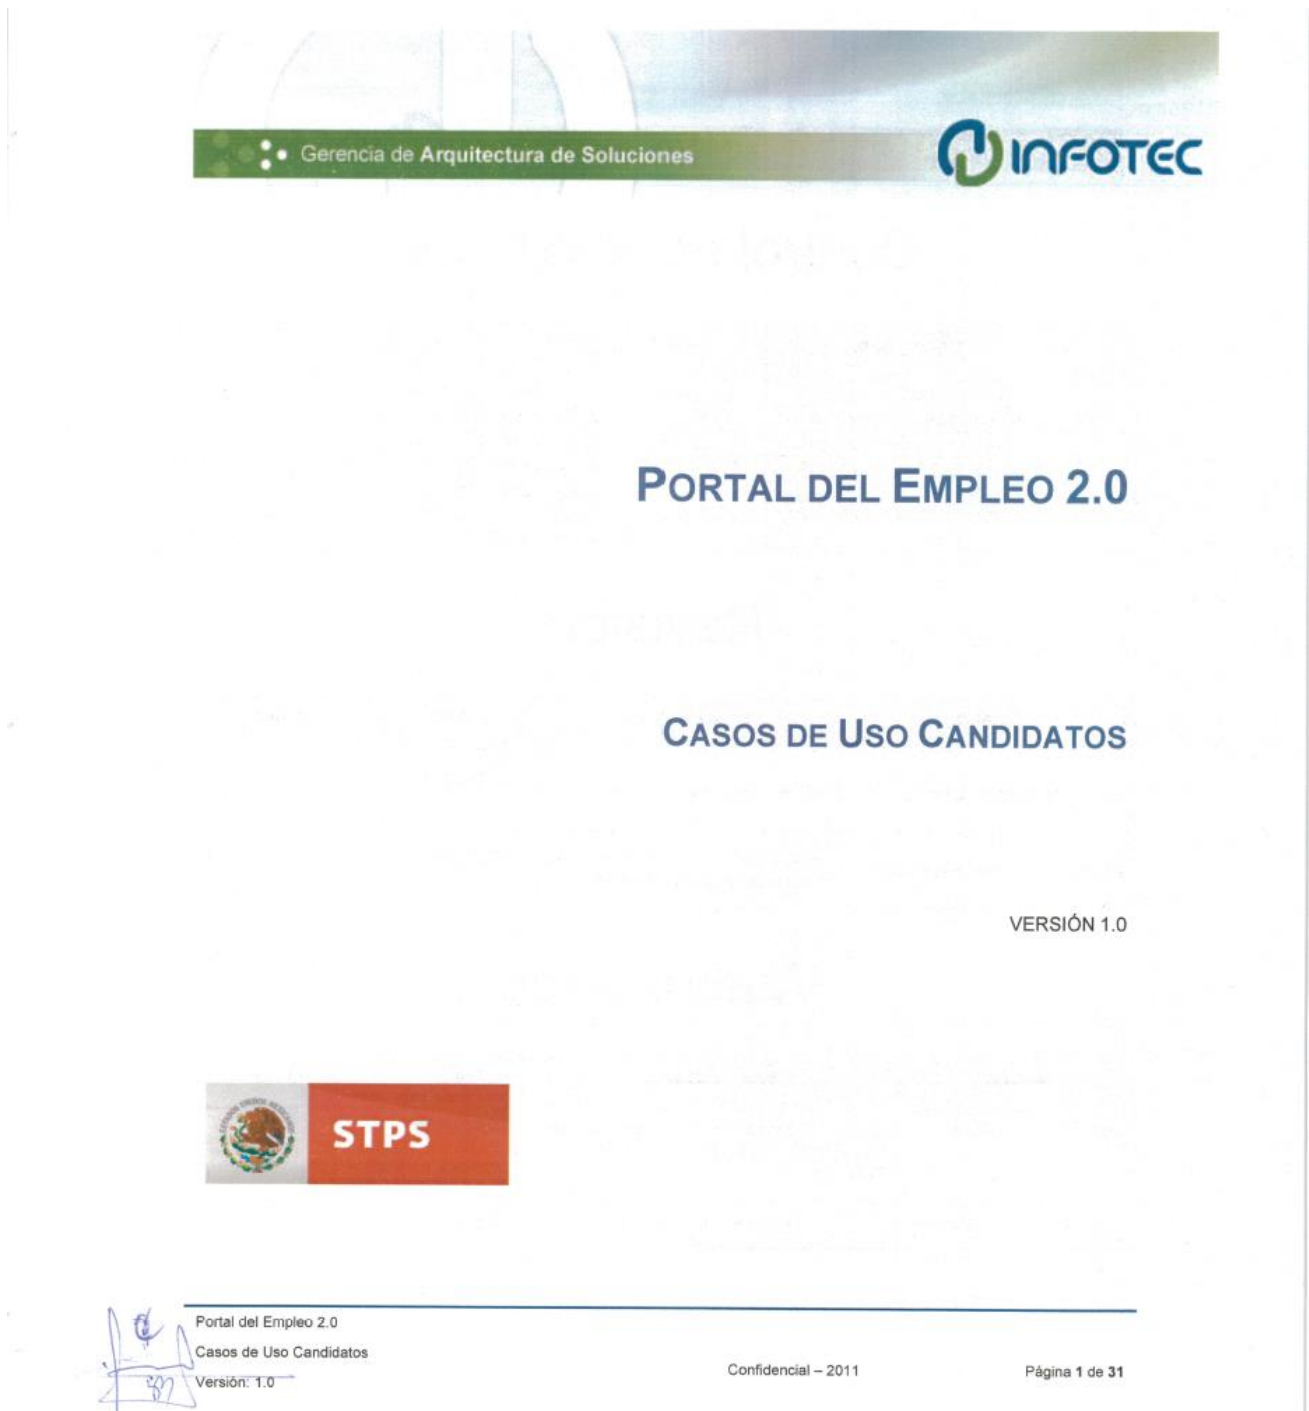 Gerencia de Arquitectura de Soluciones
INFOTEC
PORTAL DEL EMPLEO 2.0
CASOS DE USO CANDIDATOS
VERSIÓN 1.0
STPS
Portal del Empleo 2.0
Casos de Uso Candidatos
Versión: 1.0
Confidencial – 2011
Página 1 de 31